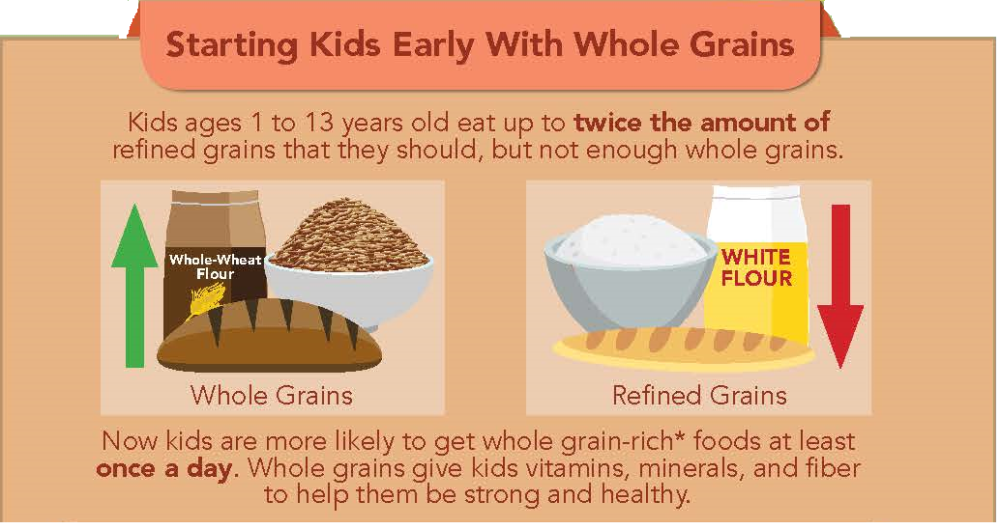 Starting Kids Early With Whole Grains
Kids ages 1 to 13 years old eat up to twice the amount of
refined grains that they should, but not enough whole grains.
Whole-Wheat
Flour
Whole Grains
WHITE
FLOUR
Refined Grains
Now kids are more likely to get whole grain-rich* foods at least
once a day. Whole grains give kids vitamins, minerals, and fiber
to help them be strong and healthy.